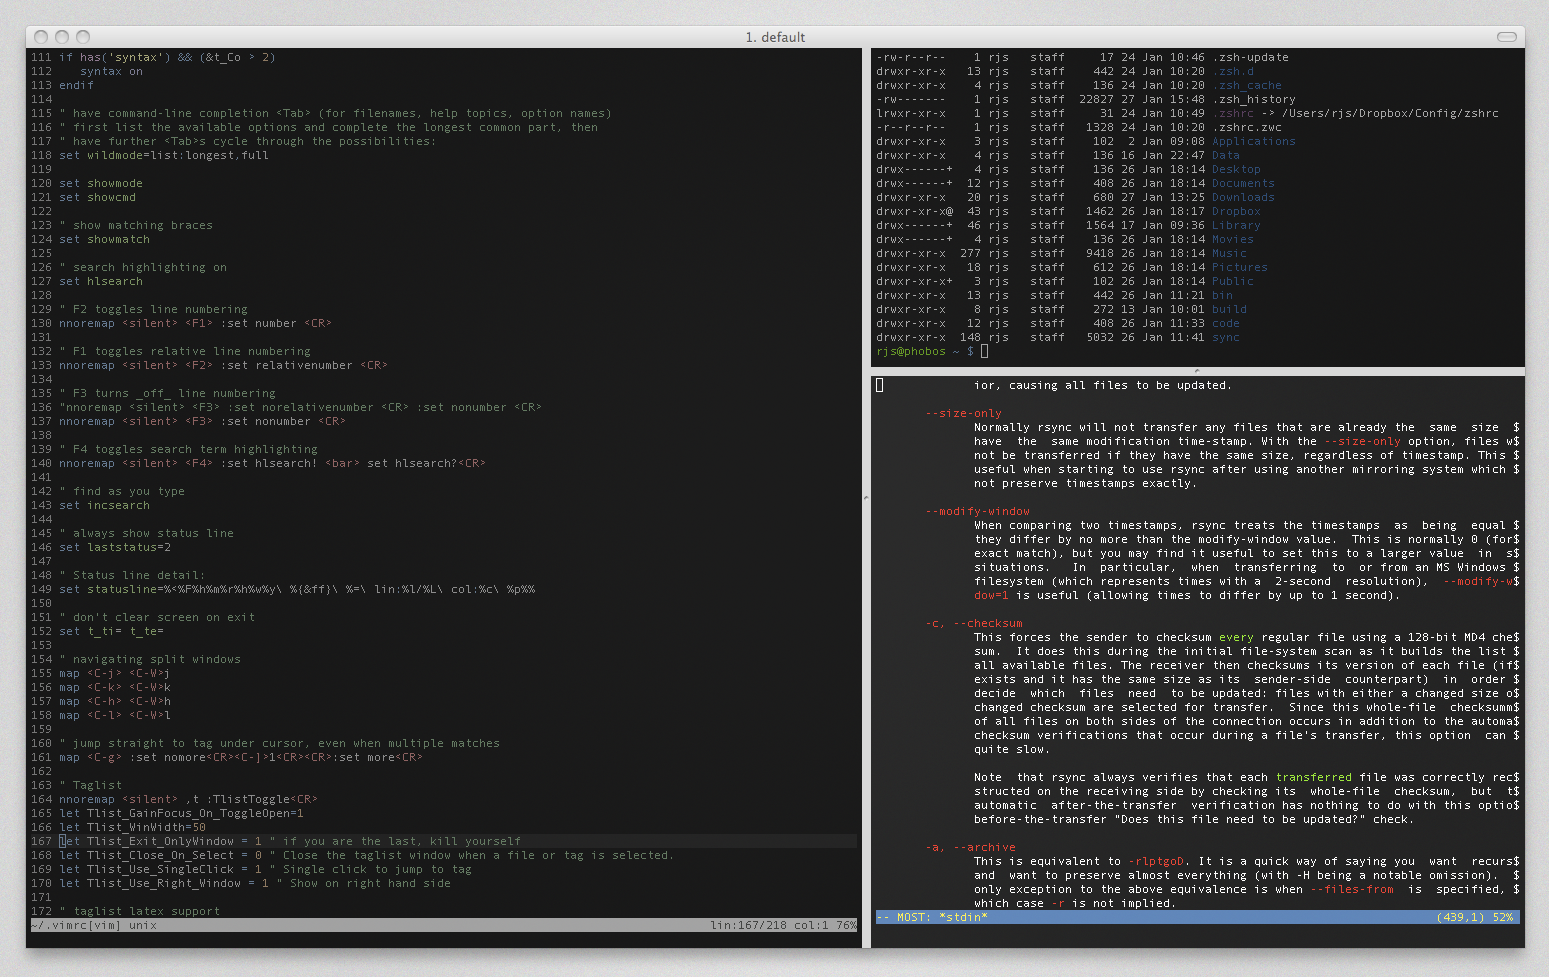 1. default
111 if has('syntax') && (&t_Co > 2)
112    syntax on
113 endif
114
115 " have command-line completion <Tab> (for filenames, help topics, option names)
116 " first list the available options and complete the longest common part, then
117 " have further <Tab>s cycle through the possibilities:
118 set wildmode=list:longest,full
119
120 set showmode
121 set showcmd
122
123 " show matching braces
124 set showmatch
125
126 " search highlighting on
127 set hlsearch
128
129 " F2 toggles line numbering
130 nnoremap <silent> <F1> :set number <CR>
131
132 " F1 toggles relative line numbering
133 nnoremap <silent> <F2> :set relativenumber <CR>
134
135 " F3 turns _off_ line numbering
136 "nnoremap <silent> <F3> :set norelativenumber <CR> :set nonumber <CR>
137 nnoremap <silent> <F3> :set nonumber <CR>
138
139 " F4 toggles search term highlighting
140 nnoremap <silent> <F4> :set hlsearch! <bar> set hlsearch?<CR>
141
142 " find as you type
143 set incsearch
144
145 " always show status line
146 set laststatus=2
147
148 " Status line detail:
149 set statusline=%<%F%h%m%r%h%w%y\ %{&ff}\ %=\ lin:%l/%L\ col:%c\ %p%%
150
151 " don't clear screen on exit
152 set t_ti= t_te=
153
154 " navigating split windows
155 map <C-j> <C-W>j
156 map <C-k> <C-W>k
157 map <C-h> <C-W>h
158 map <C-l> <C-W>l
159
160 " jump straight to tag under cursor, even when multiple matches
161 map <C-g> :set nomore<CR><C-]>1<CR><CR>:set more<CR>
162
163 " Taglist
164 nnoremap <silent> ,t :TlistToggle<CR>
165 let Tlist_GainFocus_On_ToggleOpen=1
166 let Tlist_WinWidth=50
167 let Tlist_Exit_OnlyWindow = 1 " if you are the last, kill yourself
168 let Tlist_Close_On_Select = 0 " Close the taglist window when a file or tag is selected.
169 let Tlist_Use_SingleClick = 1 " Single click to jump to tag
170 let Tlist_Use_Right_Window = 1 " Show on right hand side
171
172 " taglist latex support
~/.vimrc[vim] unix lin:167/218 col:1 76%
-rw-r--r--    1 rjs   staff     17 24 Jan 10:46 .zsh-update
drwxr-xr-x   13 rjs   staff    442 24 Jan 10:20 .zsh.d
drwxr-xr-x    4 rjs   staff    136 24 Jan 10:20 .zsh_cache
-rw-------    1 rjs   staff  22827 27 Jan 15:48 .zsh_history
lrwxr-xr-x    1 rjs   staff     31 24 Jan 10:49 .zshrc -> /Users/rjs/Dropbox/Config/zshrc
-r--r--r--    1 rjs   staff   1328 24 Jan 10:20 .zshrc.zwc
drwxr-xr-x    3 rjs   staff    102  2 Jan 09:08 Applications
drwxr-xr-x    4 rjs   staff    136 16 Jan 22:47 Data
drwx------+   4 rjs   staff    136 26 Jan 18:14 Desktop
drwx------+  12 rjs   staff    408 26 Jan 18:14 Documents
drwxr-xr-x   20 rjs   staff    680 27 Jan 13:25 Downloads
drwxr-xr-x@  43 rjs   staff   1462 26 Jan 18:17 Dropbox
drwx------+  46 rjs   staff   1564 17 Jan 09:36 Library
drwx------+   4 rjs   staff    136 26 Jan 18:14 Movies
drwxr-xr-x  277 rjs   staff   9418 26 Jan 18:14 Music
drwxr-xr-x   18 rjs   staff    612 26 Jan 18:14 Pictures
drwxr-xr-x+   3 rjs   staff    102 26 Jan 18:14 Public
drwxr-xr-x   13 rjs   staff    442 26 Jan 11:21 bin
drwxr-xr-x    8 rjs   staff    272 13 Jan 10:01 build
drwxr-xr-x   12 rjs   staff    408 26 Jan 11:33 code
drwxr-xr-x  148 rjs   staff   5032 26 Jan 11:41 sync
rjs@phobos ~ $
ior, causing all files to be updated.
--size-only
Normally rsync will not transfer any files that are already the  same  size  $
have  the  same modification time-stamp. With the --size-only option, files w$
not be transferred if they have the same size, regardless of timestamp. This $
useful when starting to use rsync after using another mirroring system which $
not preserve timestamps exactly.
--modify-window
When comparing two timestamps, rsync treats the timestamps  as  being  equal $
they differ by no more than the modify-window value.  This is normally 0 (for$
exact match), but you may find it useful to set this to a larger value  in  s$
situations.   In  particular,  when  transferring  to  or from an MS Windows $
filesystem (which represents times with a  2-second  resolution),  --modify-w$
dow=1 is useful (allowing times to differ by up to 1 second).
-c, --checksum
This forces the sender to checksum every regular file using a 128-bit MD4 che$
sum.  It does this during the initial file-system scan as it builds the list $
all available files. The receiver then checksums its version of each file (if$
exists and it has the same size as its  sender-side  counterpart)  in  order $
decide  which  files  need  to be updated: files with either a changed size o$
changed checksum are selected for transfer.  Since this whole-file  checksumm$
of all files on both sides of the connection occurs in addition to the automa$
checksum verifications that occur during a file's transfer, this option  can $
quite slow.
Note  that rsync always verifies that each transferred file was correctly rec$
structed on the receiving side by checking its  whole-file  checksum,  but  t$
automatic  after-the-transfer  verification has nothing to do with this optio$
before-the-transfer "Does this file need to be updated?" check.
-a, --archive
This is equivalent to -rlptgoD. It is a quick way of saying you  want  recurs$
and  want to preserve almost everything (with -H being a notable omission).  $
only exception to the above equivalence is when --files-from  is  specified, $
which case -r is not implied.
-- MOST: *stdin* (439,1) 52%